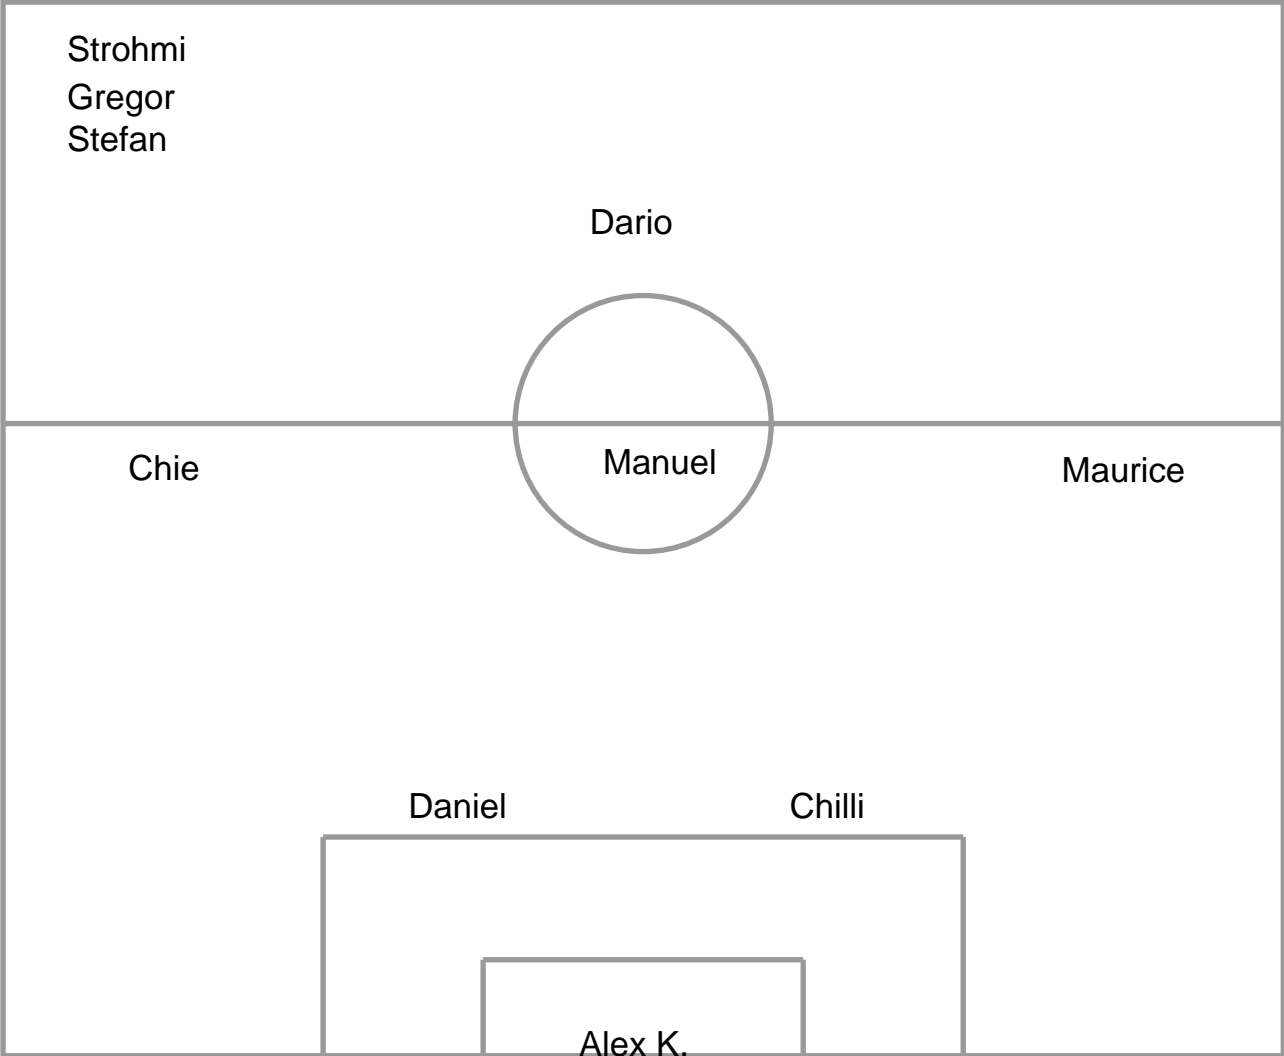 Strohmi
Gregor
Stefan
Dario
Chie
Manuel
Maurice
Daniel
Chilli
Alex K.